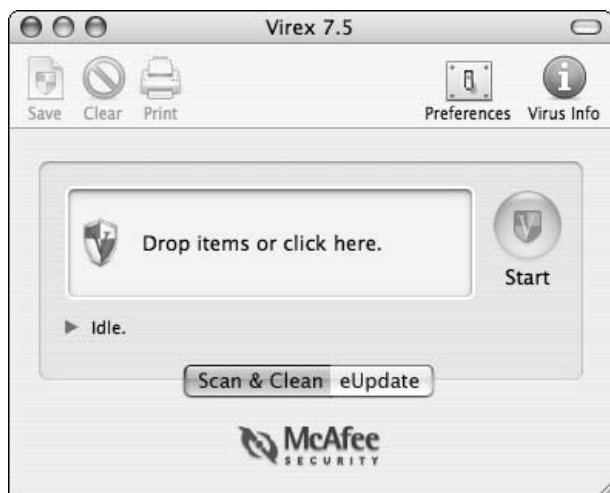 Virex 7.5
Save Clear Print Preferences Virus Info
Drop items or click here.
Start
Idle.
Scan & Clean eUpdate
McAfee
SECURITY